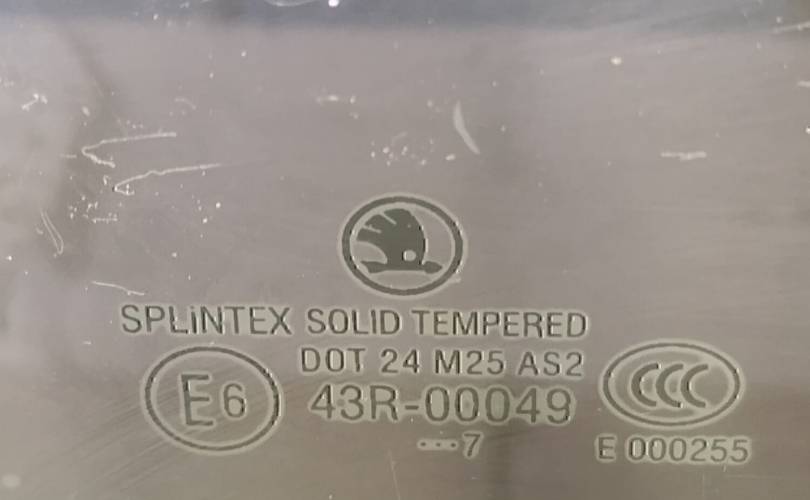 SPLiNTEX SOLID TEMPERED
DOT 24 M25 AS2
E6
43R-00049
CCC
···7
E 000255